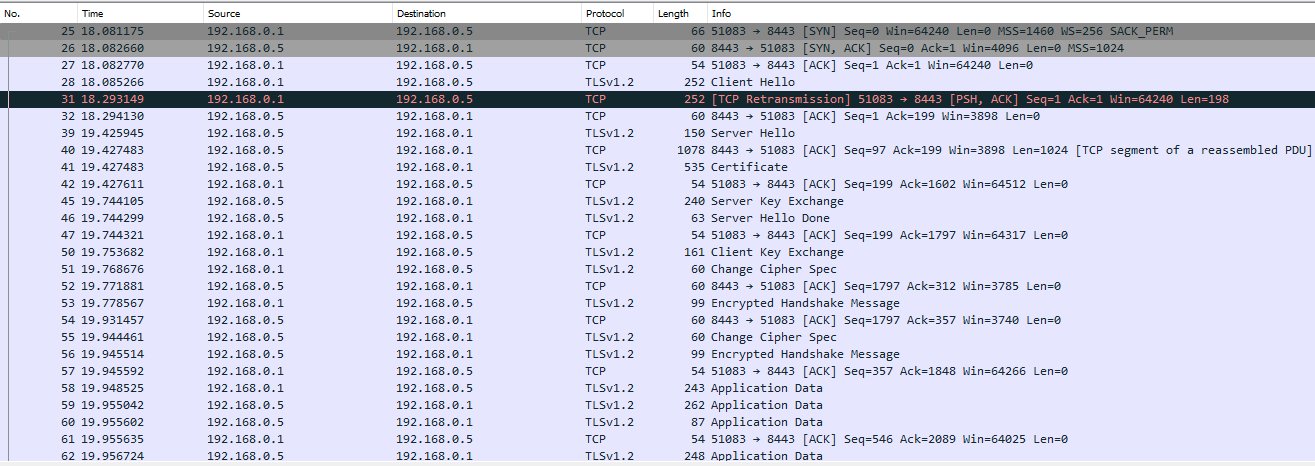 No. Time Source Destination Protocol Length Info
25 18.081175 192.168.0.1 192.168.0.5 TCP 66 51083 → 8443 [SYN] Seq=0 Win=64240 Len=0 MSS=1460 WS=256 SACK_PERM
26 18.082660 192.168.0.5 192.168.0.1 TCP 60 8443 → 51083 [SYN, ACK] Seq=0 Ack=1 Win=4096 Len=0 MSS=1024
27 18.082770 192.168.0.1 192.168.0.5 TCP 54 51083 → 8443 [ACK] Seq=1 Ack=1 Win=64240 Len=0
28 18.085266 192.168.0.1 192.168.0.5 TLSv1.2 252 Client Hello
31 18.293149 192.168.0.1 192.168.0.5 TCP 252 [TCP Retransmission] 51083 → 8443 [PSH, ACK] Seq=1 Ack=1 Win=64240 Len=198
32 18.294130 192.168.0.5 192.168.0.1 TCP 60 8443 → 51083 [ACK] Seq=1 Ack=199 Win=3898 Len=0
39 19.425945 192.168.0.5 192.168.0.1 TLSv1.2 150 Server Hello
40 19.427483 192.168.0.5 192.168.0.1 TCP 1078 8443 → 51083 [ACK] Seq=97 Ack=199 Win=3898 Len=1024 [TCP segment of a reassembled PDU]
41 19.427483 192.168.0.5 192.168.0.1 TLSv1.2 535 Certificate
42 19.427611 192.168.0.1 192.168.0.5 TCP 54 51083 → 8443 [ACK] Seq=199 Ack=1602 Win=64512 Len=0
45 19.744105 192.168.0.5 192.168.0.1 TLSv1.2 240 Server Key Exchange
46 19.744299 192.168.0.5 192.168.0.1 TLSv1.2 63 Server Hello Done
47 19.744321 192.168.0.1 192.168.0.5 TCP 54 51083 → 8443 [ACK] Seq=199 Ack=1797 Win=64317 Len=0
50 19.753682 192.168.0.1 192.168.0.5 TLSv1.2 161 Client Key Exchange
51 19.768676 192.168.0.1 192.168.0.5 TLSv1.2 60 Change Cipher Spec
52 19.771881 192.168.0.5 192.168.0.1 TCP 60 8443 → 51083 [ACK] Seq=1797 Ack=312 Win=3785 Len=0
53 19.778567 192.168.0.1 192.168.0.5 TLSv1.2 99 Encrypted Handshake Message
54 19.931457 192.168.0.5 192.168.0.1 TCP 60 8443 → 51083 [ACK] Seq=1797 Ack=357 Win=3740 Len=0
55 19.944461 192.168.0.5 192.168.0.1 TLSv1.2 60 Change Cipher Spec
56 19.945514 192.168.0.5 192.168.0.1 TLSv1.2 99 Encrypted Handshake Message
57 19.945592 192.168.0.1 192.168.0.5 TCP 54 51083 → 8443 [ACK] Seq=357 Ack=1848 Win=64266 Len=0
58 19.948525 192.168.0.1 192.168.0.5 TLSv1.2 243 Application Data
59 19.955042 192.168.0.5 192.168.0.1 TLSv1.2 262 Application Data
60 19.955602 192.168.0.5 192.168.0.1 TLSv1.2 87 Application Data
61 19.955635 192.168.0.1 192.168.0.5 TCP 54 51083 → 8443 [ACK] Seq=546 Ack=2089 Win=64025 Len=0
62 19.956724 192.168.0.5 192.168.0.1 TLSv1.2 248 Application Data